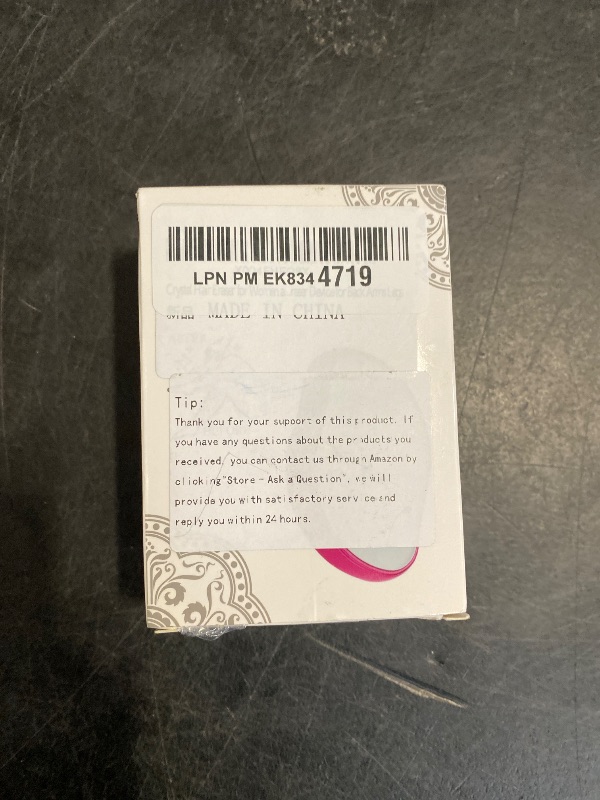 LPN PM EK834 4719
MADE IN CHINA
Tip:
Thank you for your support of this product. If
you have any questions about the products you
received, you can contact us through Amazon by
clicking "Store - Ask a Question", we will
provide you with satisfactory service and
reply you within 24 hours.